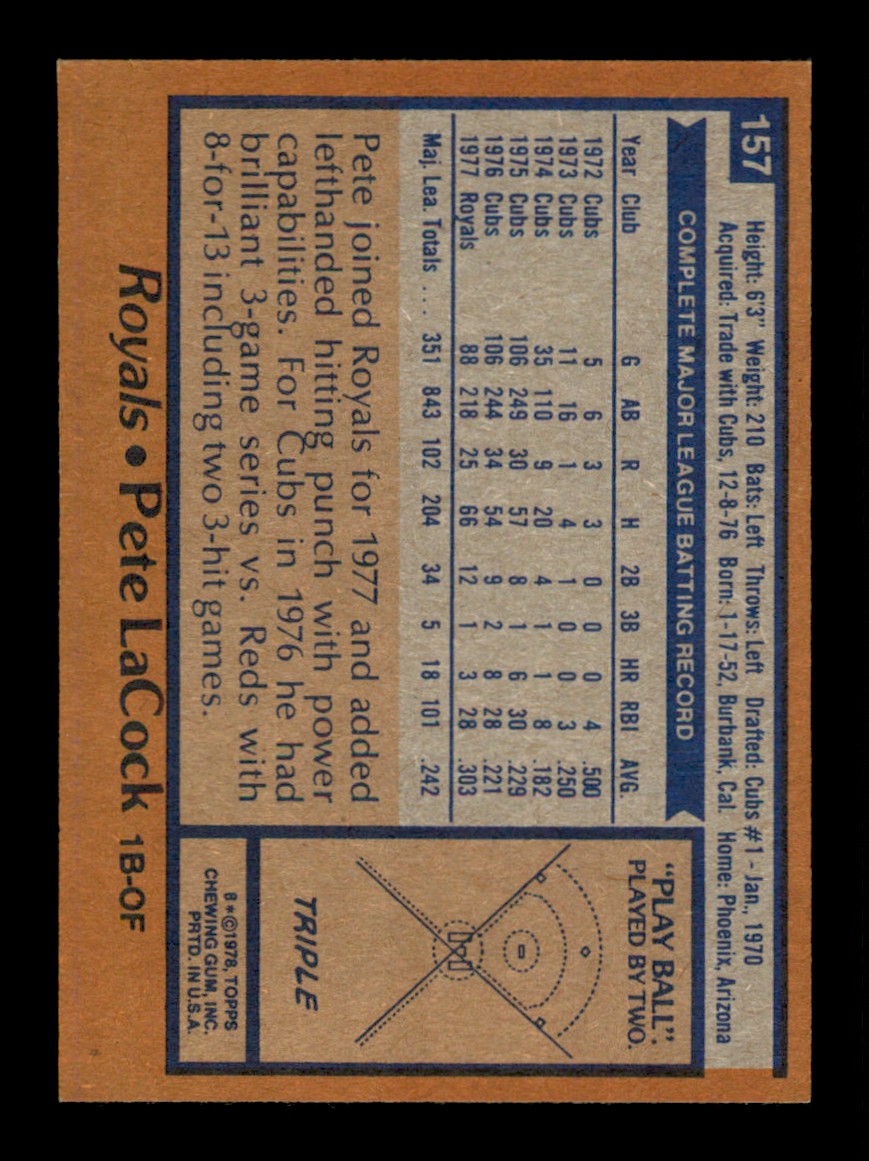 157
Height: 6'3" Weight: 210 Bats: Left Throws: Left Drafted: Cubs #1 - Jan., 1970
Acquired: Trade with Cubs, 12-8-76 Born: 1-17-52, Burbank, Cal. Home: Phoenix, Arizona
COMPLETE MAJOR LEAGUE BATTING RECORD
Year Club G AB R H 2B 3B HR RBI AVG.
1972 Cubs 5 6 3 3 0 0 0 4 .500
1973 Cubs 11 16 1 4 1 0 0 3 .250
1974 Cubs 35 110 9 20 4 1 1 8 .182
1975 Cubs 106 249 30 57 8 1 6 30 .229
1976 Cubs 106 244 34 54 9 2 8 28 .221
1977 Royals 88 218 25 66 12 1 3 28 .303
Maj. Lea. Totals ... 351 843 102 204 34 5 18 101 .242
Pete joined Royals for 1977 and added
lefthanded hitting punch with power
capabilities. For Cubs in 1976 he had
brilliant 3-game series vs. Reds with
8-for-13 including two 3-hit games.
"PLAY BALL".
PLAYED BY TWO.
TRIPLE
B*©1978, TOPPS
CHEWING GUM, INC.
PRTD. IN U.S.A.
Royals • Pete LaCock 1B-OF